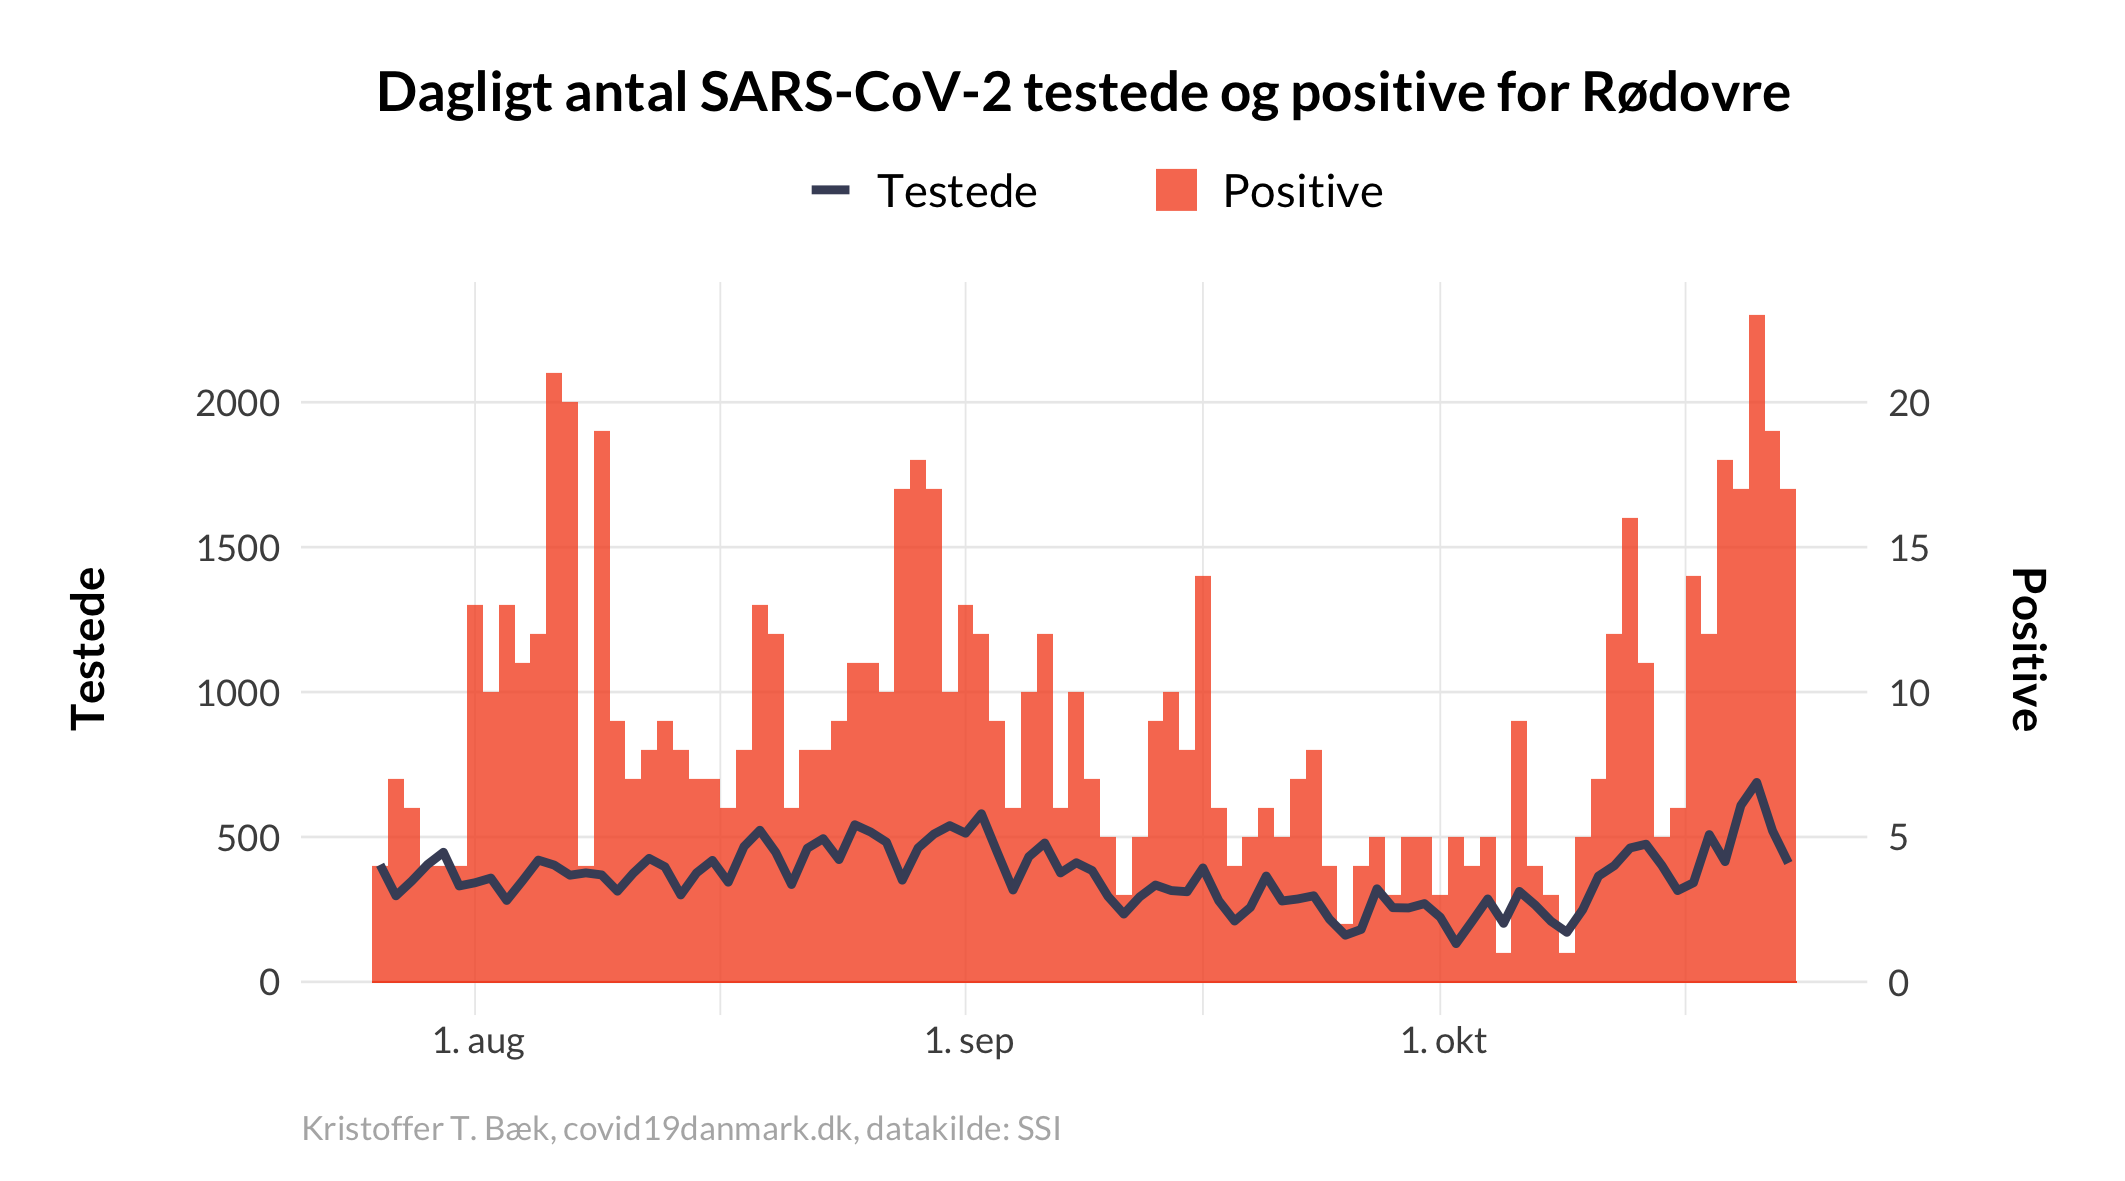 Dagligt antal SARS-CoV-2 testede og positive for Rødovre
Testede
Positive
2000
1500
1000
500
0
20
15
10
5
0
Testede
Positive
1. aug
1. sep
1. okt
Kristoffer T. Bæk, covid19danmark.dk, datakilde: SSI